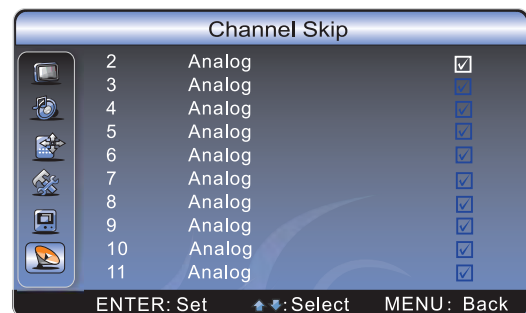 Channel Skip
2 Analog
3 Analog
4 Analog
5 Analog
6 Analog
7 Analog
8 Analog
9 Analog
10 Analog
11 Analog
ENTER: Set :Select MENU: Back